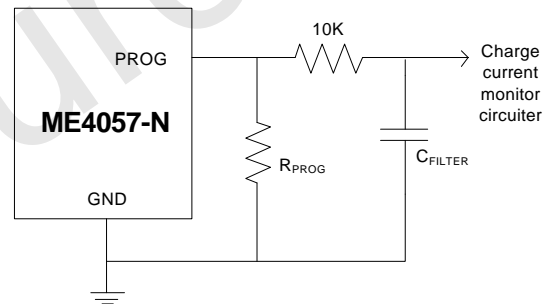 10K
PROG
Charge
current
monitor
circuiter
ME4057-N
RPROG
CFILTER
GND